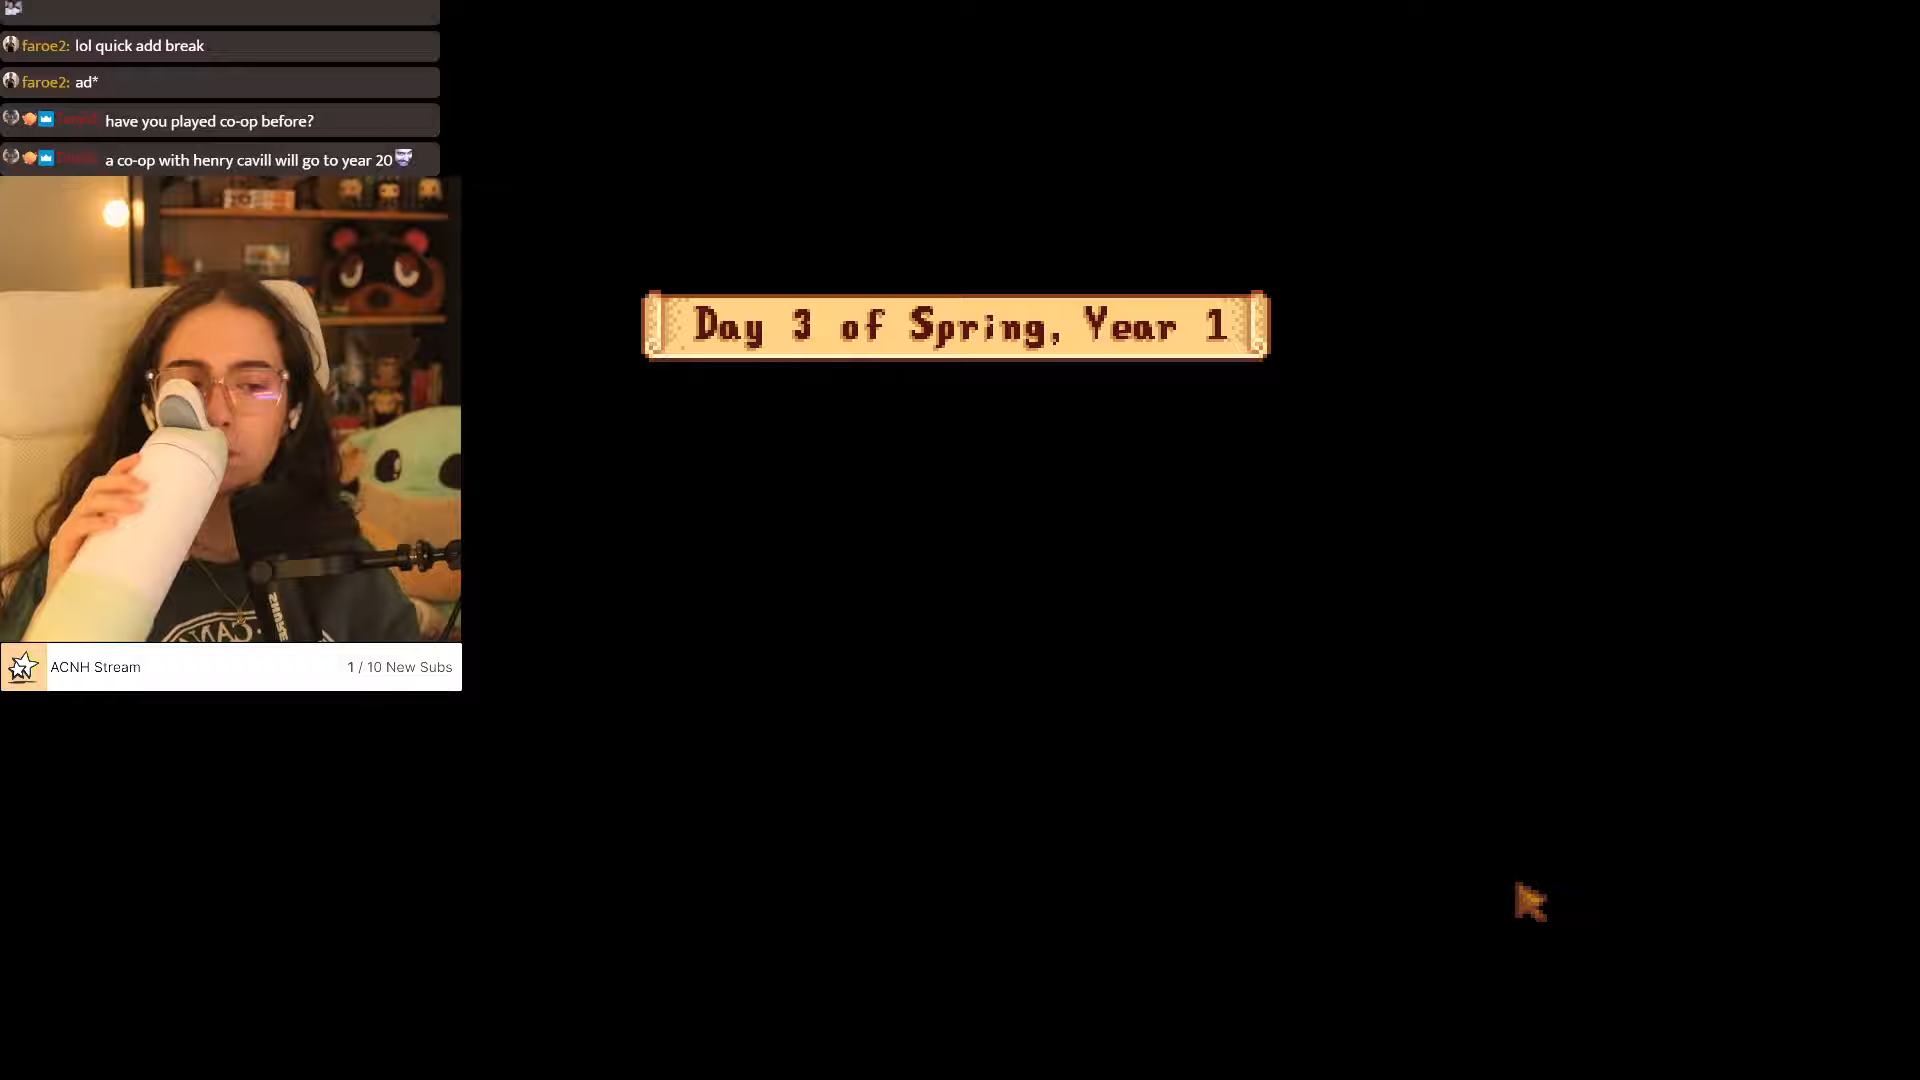 faroe2: lol quick add break
faroe2: ad*
have you played co-op before?
a co-op with henry cavill will go to year 20
Day 3 of Spring, Year 1
SHURE
ACNH Stream
1 / 10 New Subs